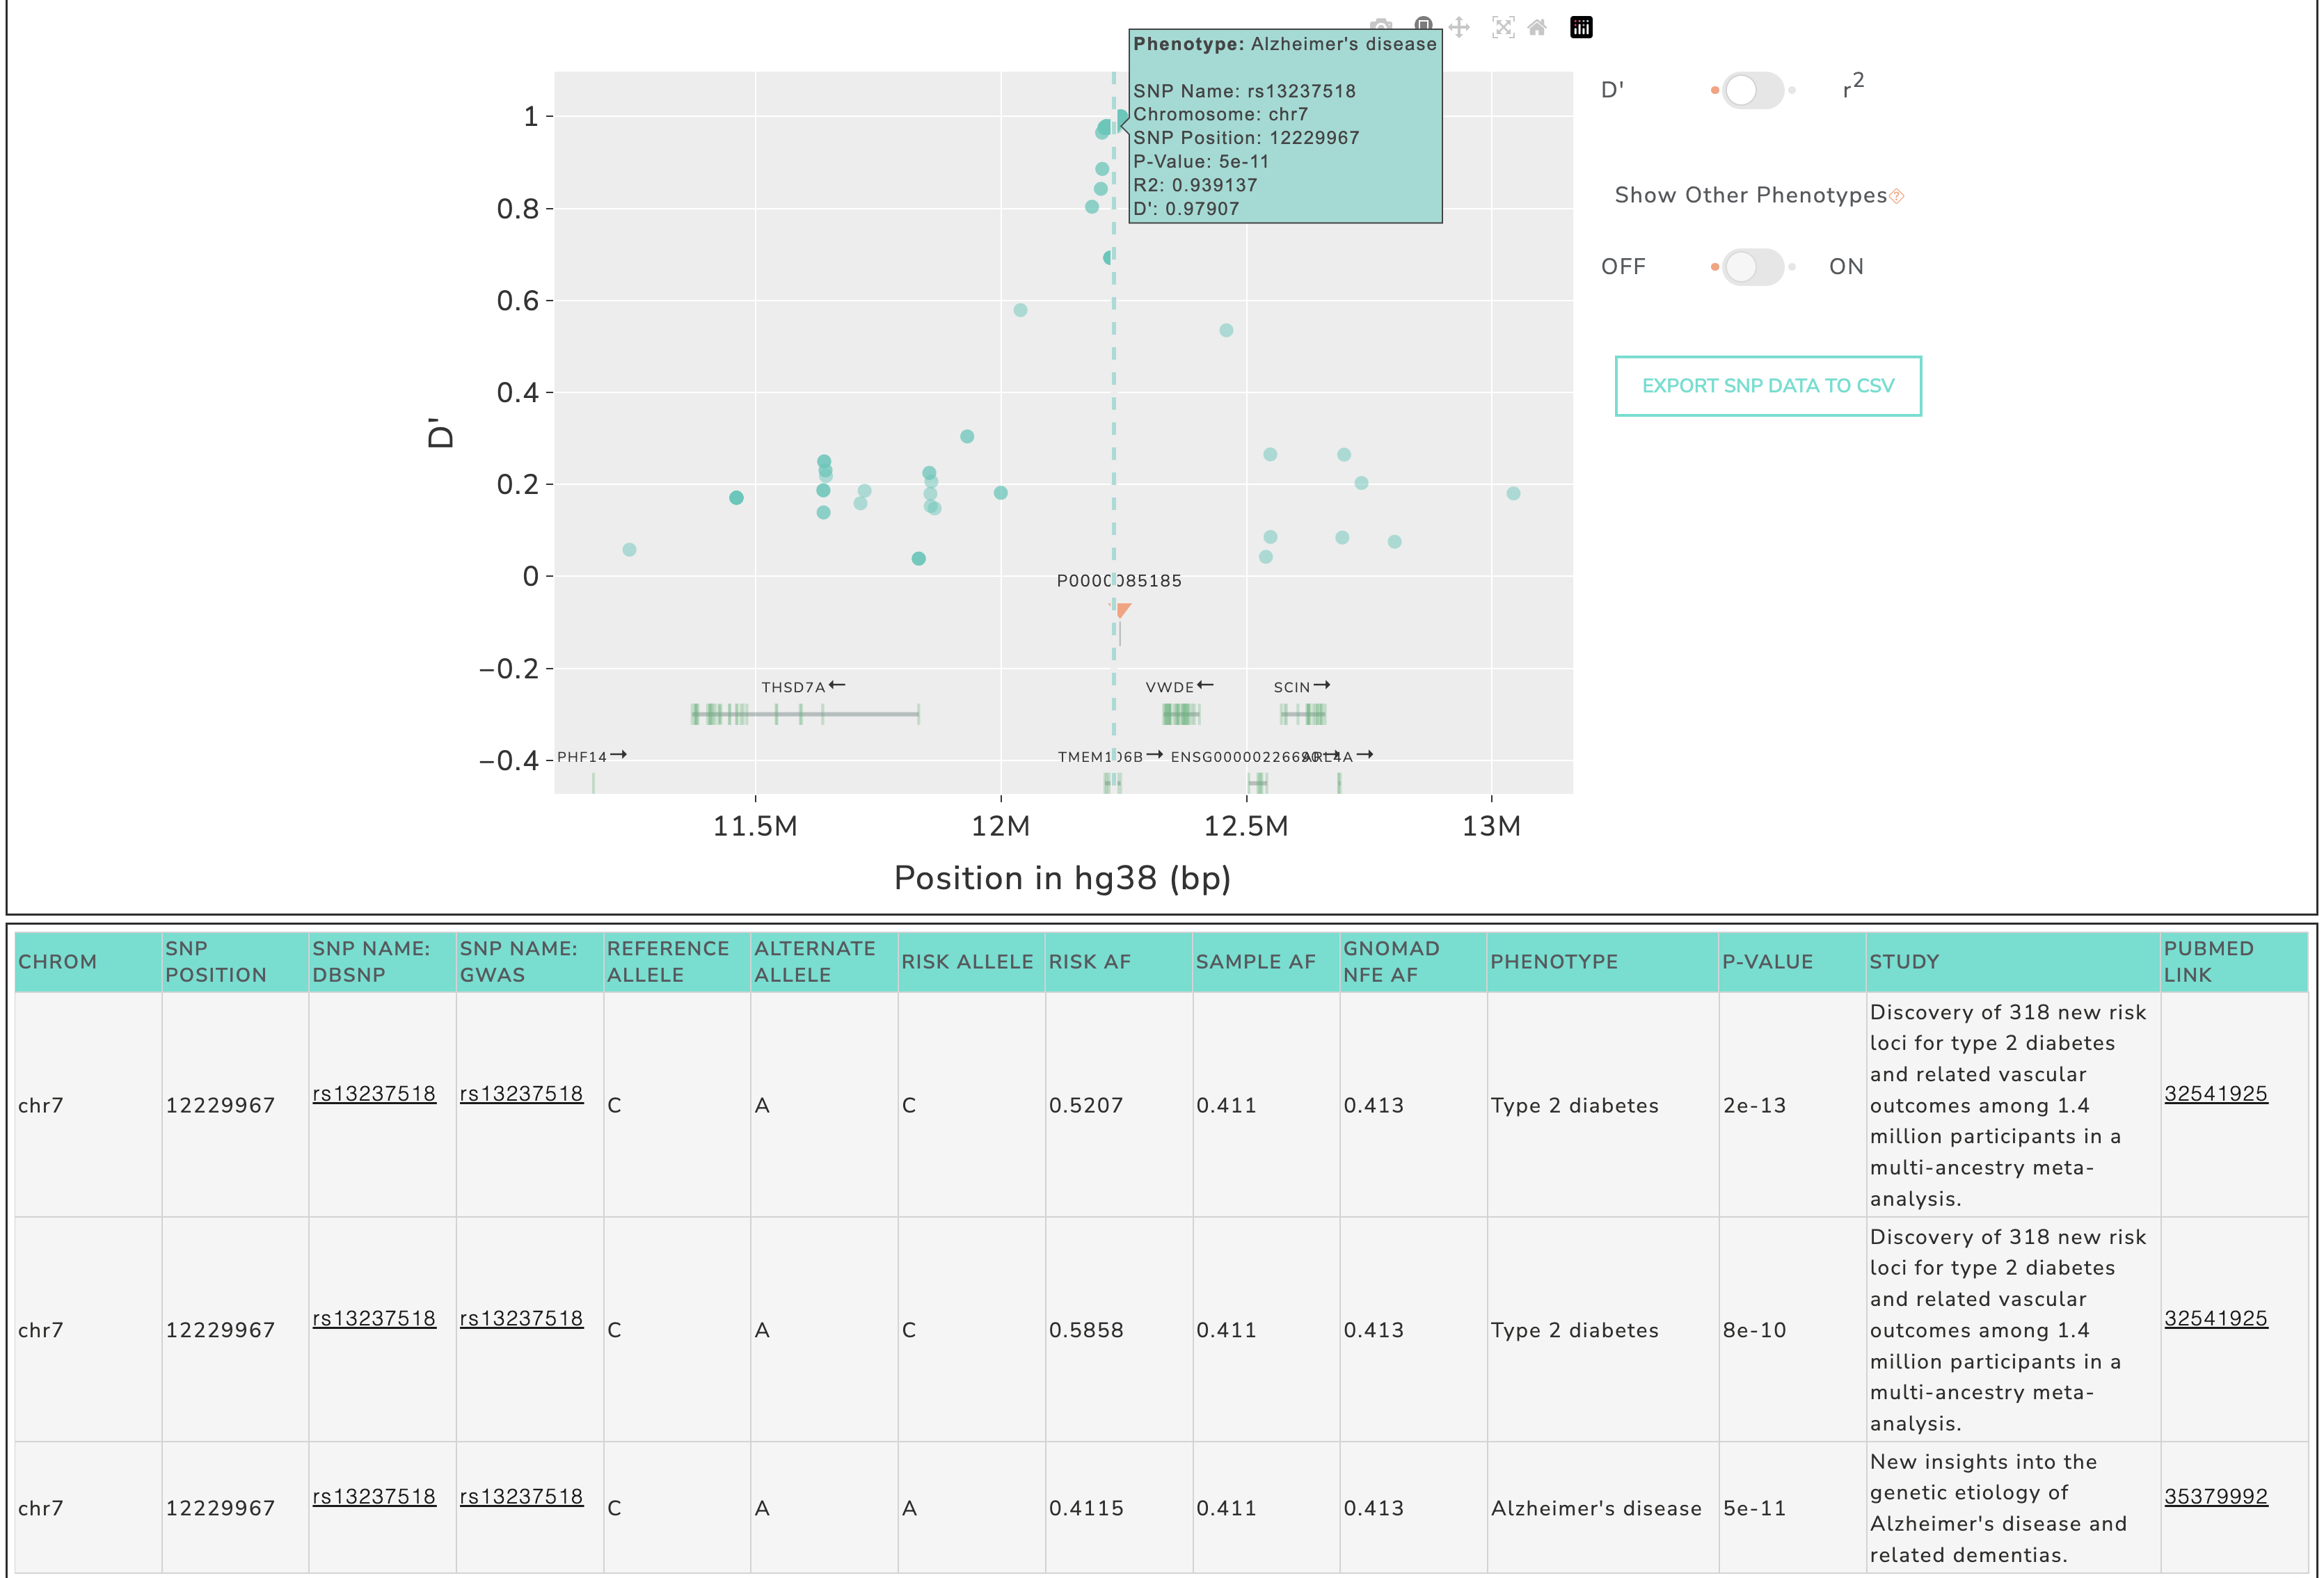 Phenotype: Alzheimer's disease
SNP Name: rs13237518
Chromosome: chr7
SNP Position: 12229967
P-Value: 5e-11
R2: 0.939137
D': 0.97907
D' r2
Show Other Phenotypes?
OFF ON
EXPORT SNP DATA TO CSV
1
0.8
0.6
0.4
0.2
0
−0.2
−0.4
D'
P0000085185
THSD7A← VWDE← SCIN→
PHF14→ TMEM106B→ ENSG00000226690 ARL4A→
11.5M 12M 12.5M 13M
Position in hg38 (bp)
CHROM
SNP
POSITION
SNP NAME:
DBSNP
SNP NAME:
GWAS
REFERENCE
ALLELE
ALTERNATE
ALLELE
RISK ALLELE
RISK AF
SAMPLE AF
GNOMAD
NFE AF
PHENOTYPE
P-VALUE
STUDY
PUBMED
LINK
chr7 12229967 rs13237518 rs13237518 C A C 0.5207 0.411 0.413 Type 2 diabetes 2e-13
Discovery of 318 new risk
loci for type 2 diabetes
and related vascular
outcomes among 1.4
million participants in a
multi-ancestry meta-
analysis.
32541925
chr7 12229967 rs13237518 rs13237518 C A C 0.5858 0.411 0.413 Type 2 diabetes 8e-10
Discovery of 318 new risk
loci for type 2 diabetes
and related vascular
outcomes among 1.4
million participants in a
multi-ancestry meta-
analysis.
32541925
chr7 12229967 rs13237518 rs13237518 C A A 0.4115 0.411 0.413 Alzheimer's disease 5e-11
New insights into the
genetic etiology of
Alzheimer's disease and
related dementias.
35379992